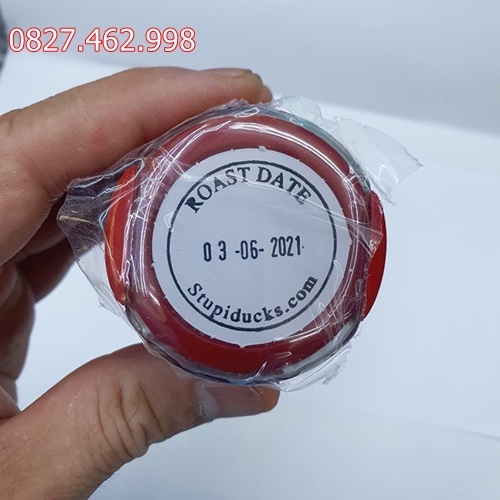 0827.462.998
ROAST DATE
03-06-2021
Stupiducks.com